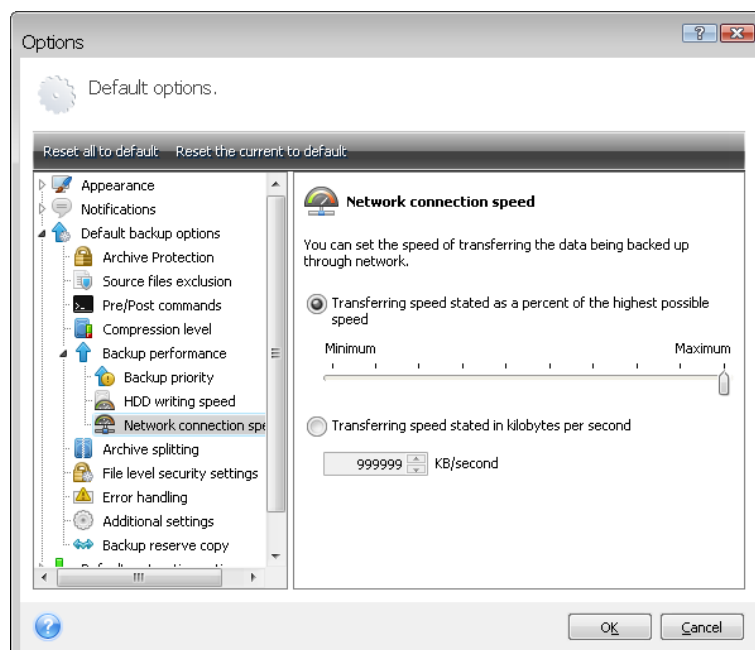 Options
Default options.
Reset all to default Reset the current to default
Appearance
Notifications
Default backup options
Archive Protection
Source files exclusion
Pre/Post commands
Compression level
Backup performance
Backup priority
HDD writing speed
Network connection spe
Archive splitting
File level security settings
Error handling
Additional settings
Backup reserve copy
Network connection speed
You can set the speed of transferring the data being backed up
through network.
Transferring speed stated as a percent of the highest possible
speed
Minimum Maximum
Transferring speed stated in kilobytes per second
999999 KB/second
OK Cancel